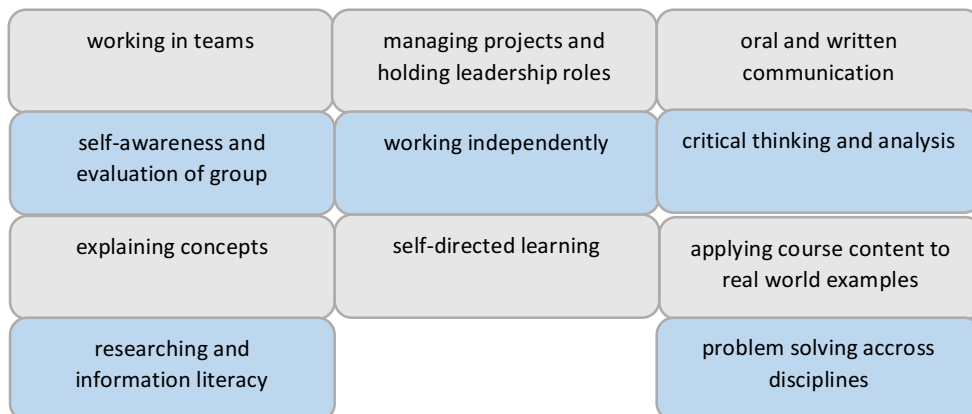 working in teams
managing projects and
holding leadership roles
oral and written
communication
self-awareness and
evaluation of group
working independently
critical thinking and analysis
explaining concepts
self-directed learning
applying course content to
real world examples
researching and
information literacy
problem solving accross
disciplines